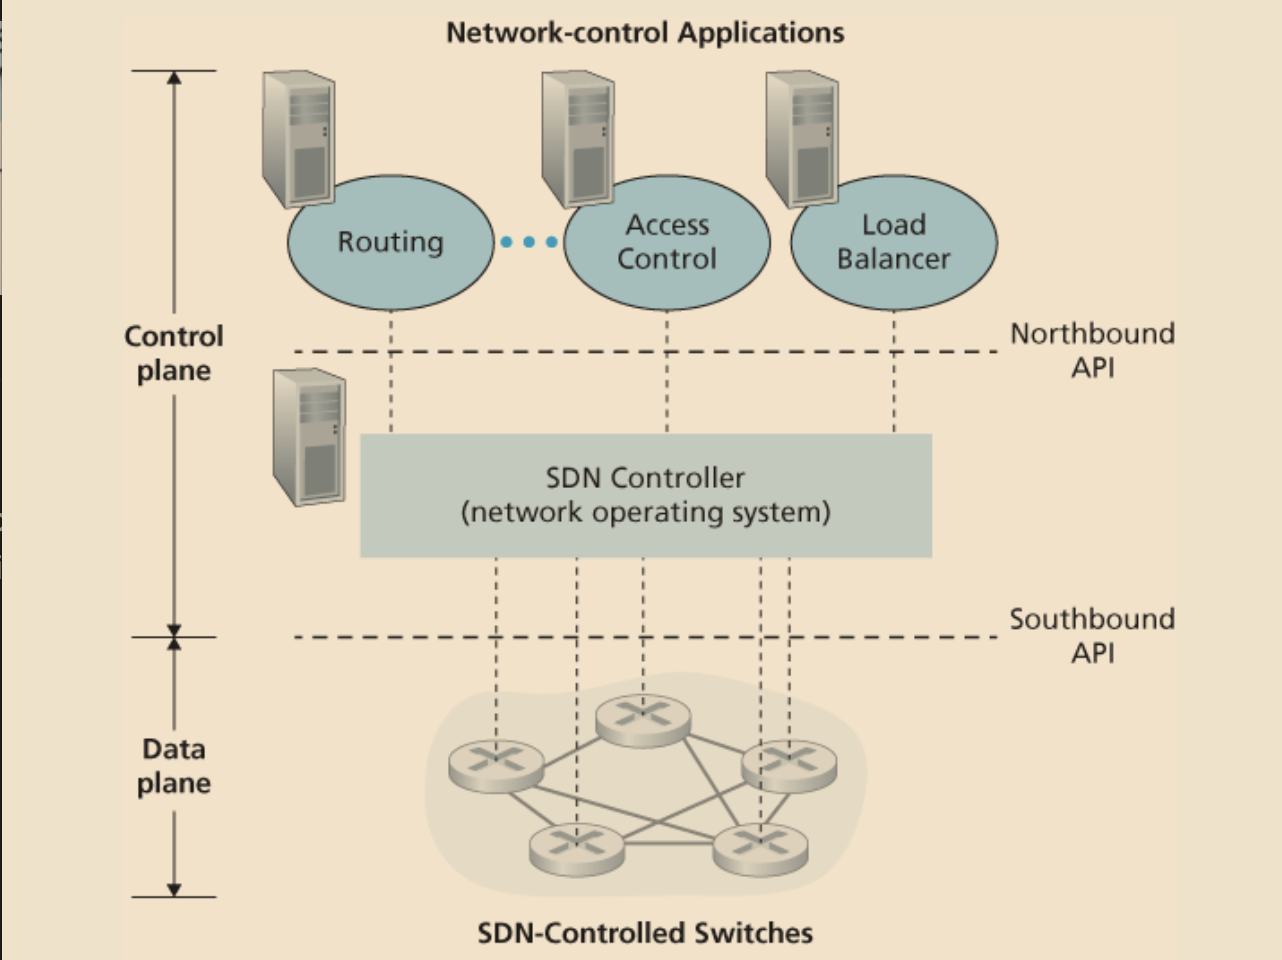 Network-control Applications
Routing
Access
Control
Load
Balancer
Control
plane
Northbound
API
SDN Controller
(network operating system)
Southbound
API
Data
plane
SDN-Controlled Switches